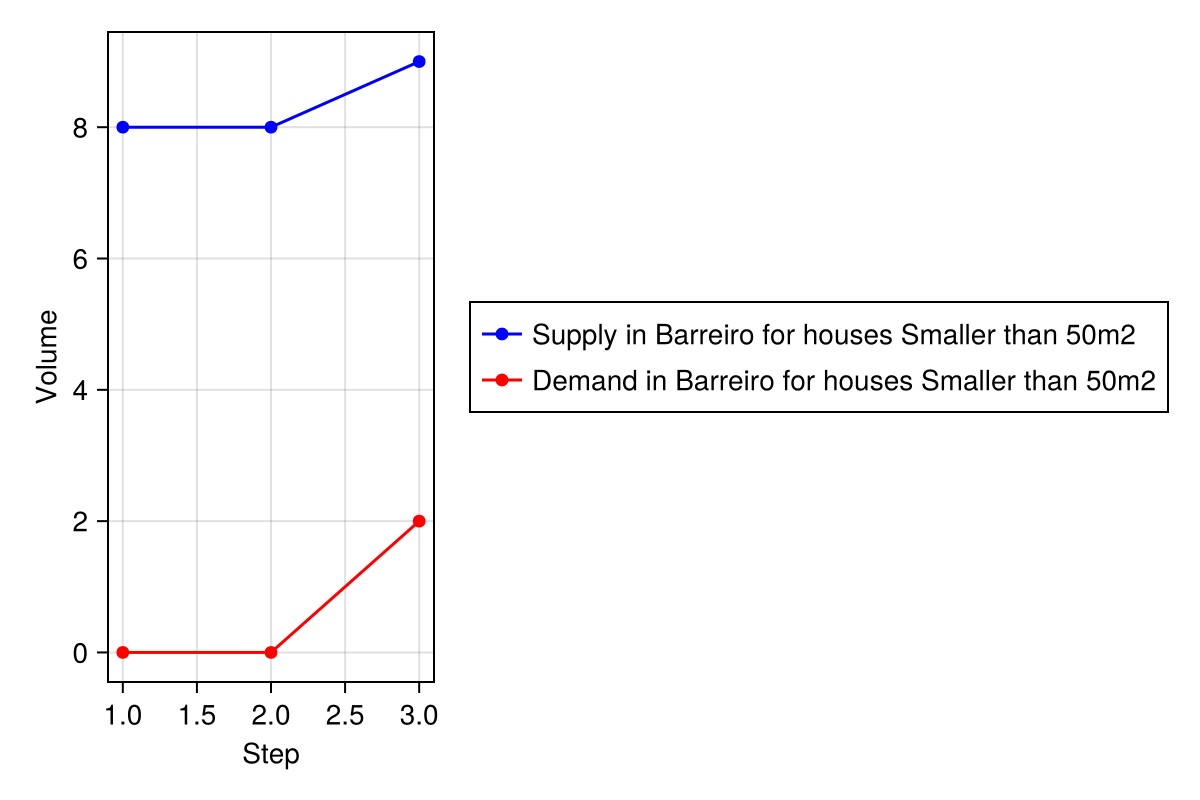 Volume
8
6
4
2
0
1.0 1.5 2.0 2.5 3.0
Step
Supply in Barreiro for houses Smaller than 50m2
Demand in Barreiro for houses Smaller than 50m2